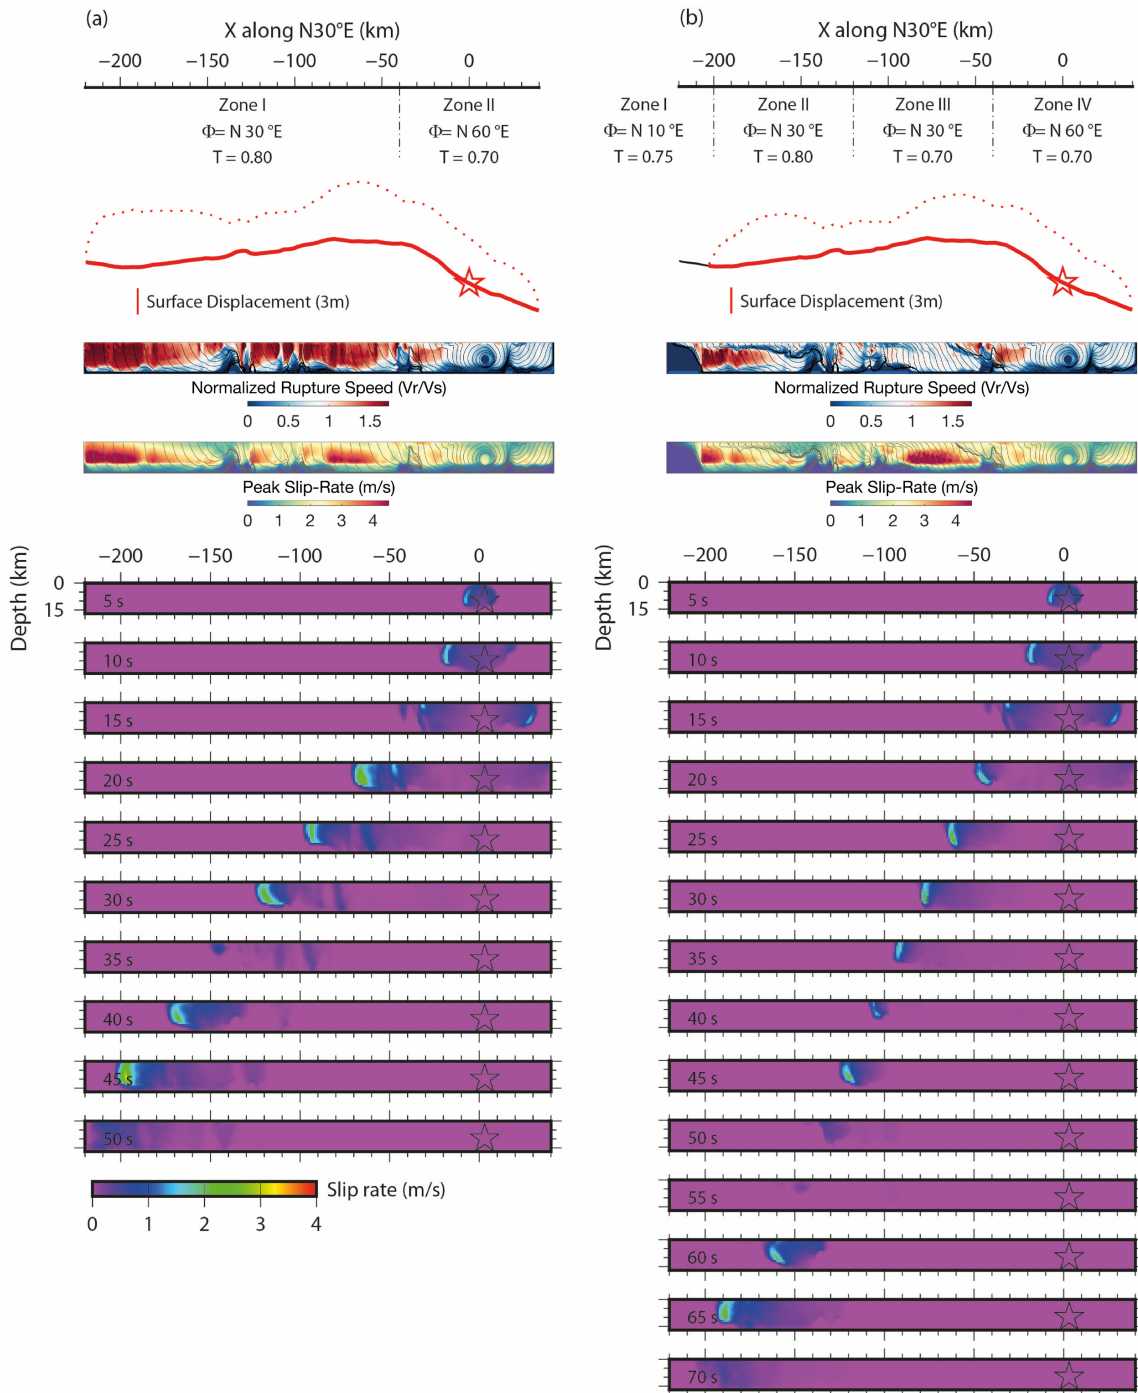 (a)
X along N30°E (km)
−200 −150 −100 −50 0
Zone I Zone II
Φ= N 30 °E Φ= N 60 °E
T = 0.80 T = 0.70
Surface Displacement (3m)
Normalized Rupture Speed (Vr/Vs)
0 0.5 1 1.5
Peak Slip-Rate (m/s)
0 1 2 3 4
−200 −150 −100 −50 0
Depth (km)
0
15
5 s
10 s
15 s
20 s
25 s
30 s
35 s
40 s
45 s
50 s
Slip rate (m/s)
0 1 2 3 4
(b)
X along N30°E (km)
−200 −150 −100 −50 0
Zone I Zone II Zone III Zone IV
Φ= N 10 °E Φ= N 30 °E Φ= N 30 °E Φ= N 60 °E
T = 0.75 T = 0.80 T = 0.70 T = 0.70
Surface Displacement (3m)
Normalized Rupture Speed (Vr/Vs)
0 0.5 1 1.5
Peak Slip-Rate (m/s)
0 1 2 3 4
−200 −150 −100 −50 0
Depth (km)
0
15
5 s
10 s
15 s
20 s
25 s
30 s
35 s
40 s
45 s
50 s
55 s
60 s
65 s
70 s